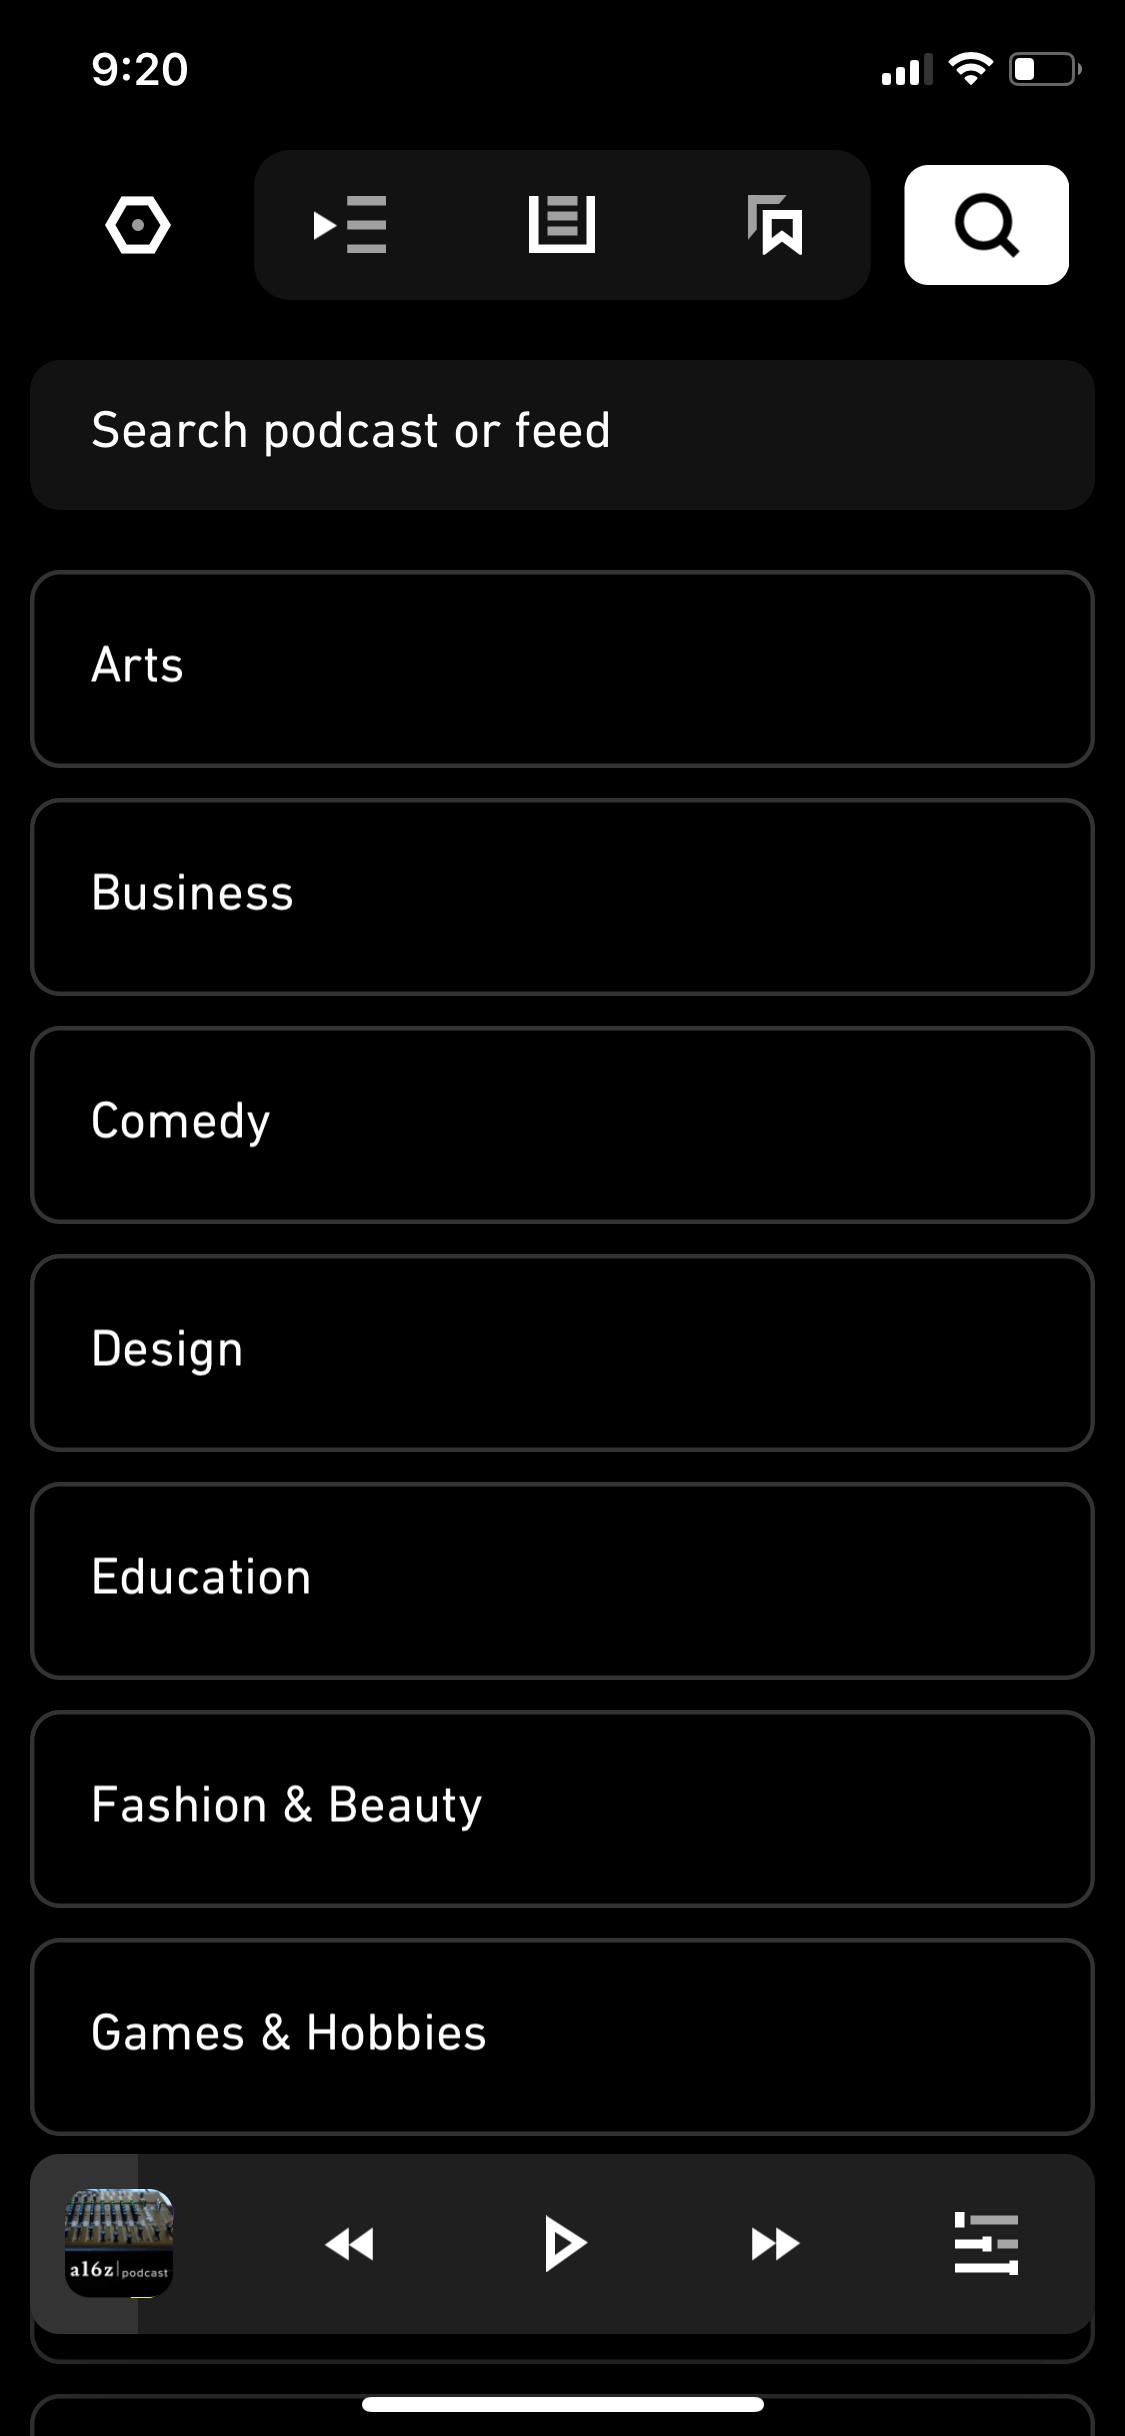 9:20
Search podcast or feed
Arts
Business
Comedy
Design
Education
Fashion & Beauty
Games & Hobbies
a16z|podcast